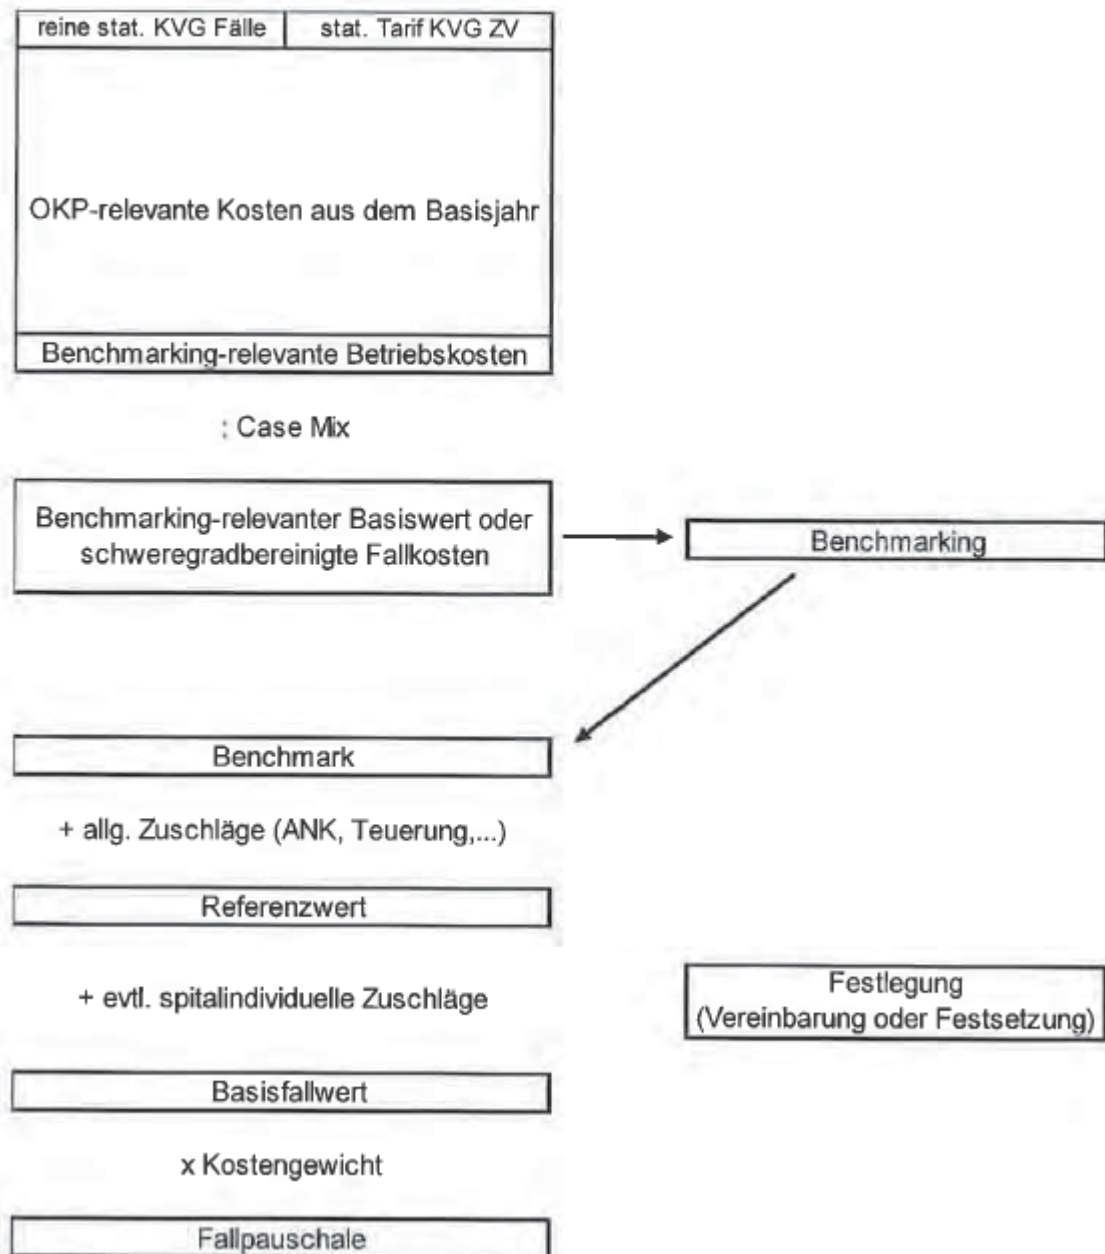 reine stat. KVG Fälle
stat. Tarif KVG ZV
OKP-relevante Kosten aus dem Basisjahr
Benchmarking-relevante Betriebskosten
: Case Mix
Benchmarking-relevanter Basiswert oder
schweregradbereinigte Fallkosten
Benchmarking
Benchmark
+ allg. Zuschläge (ANK, Teuerung,...)
Referenzwert
+ evtl. spitalindividuelle Zuschläge
Festlegung
(Vereinbarung oder Festsetzung)
Basisfallwert
x Kostengewicht
Fallpauschale